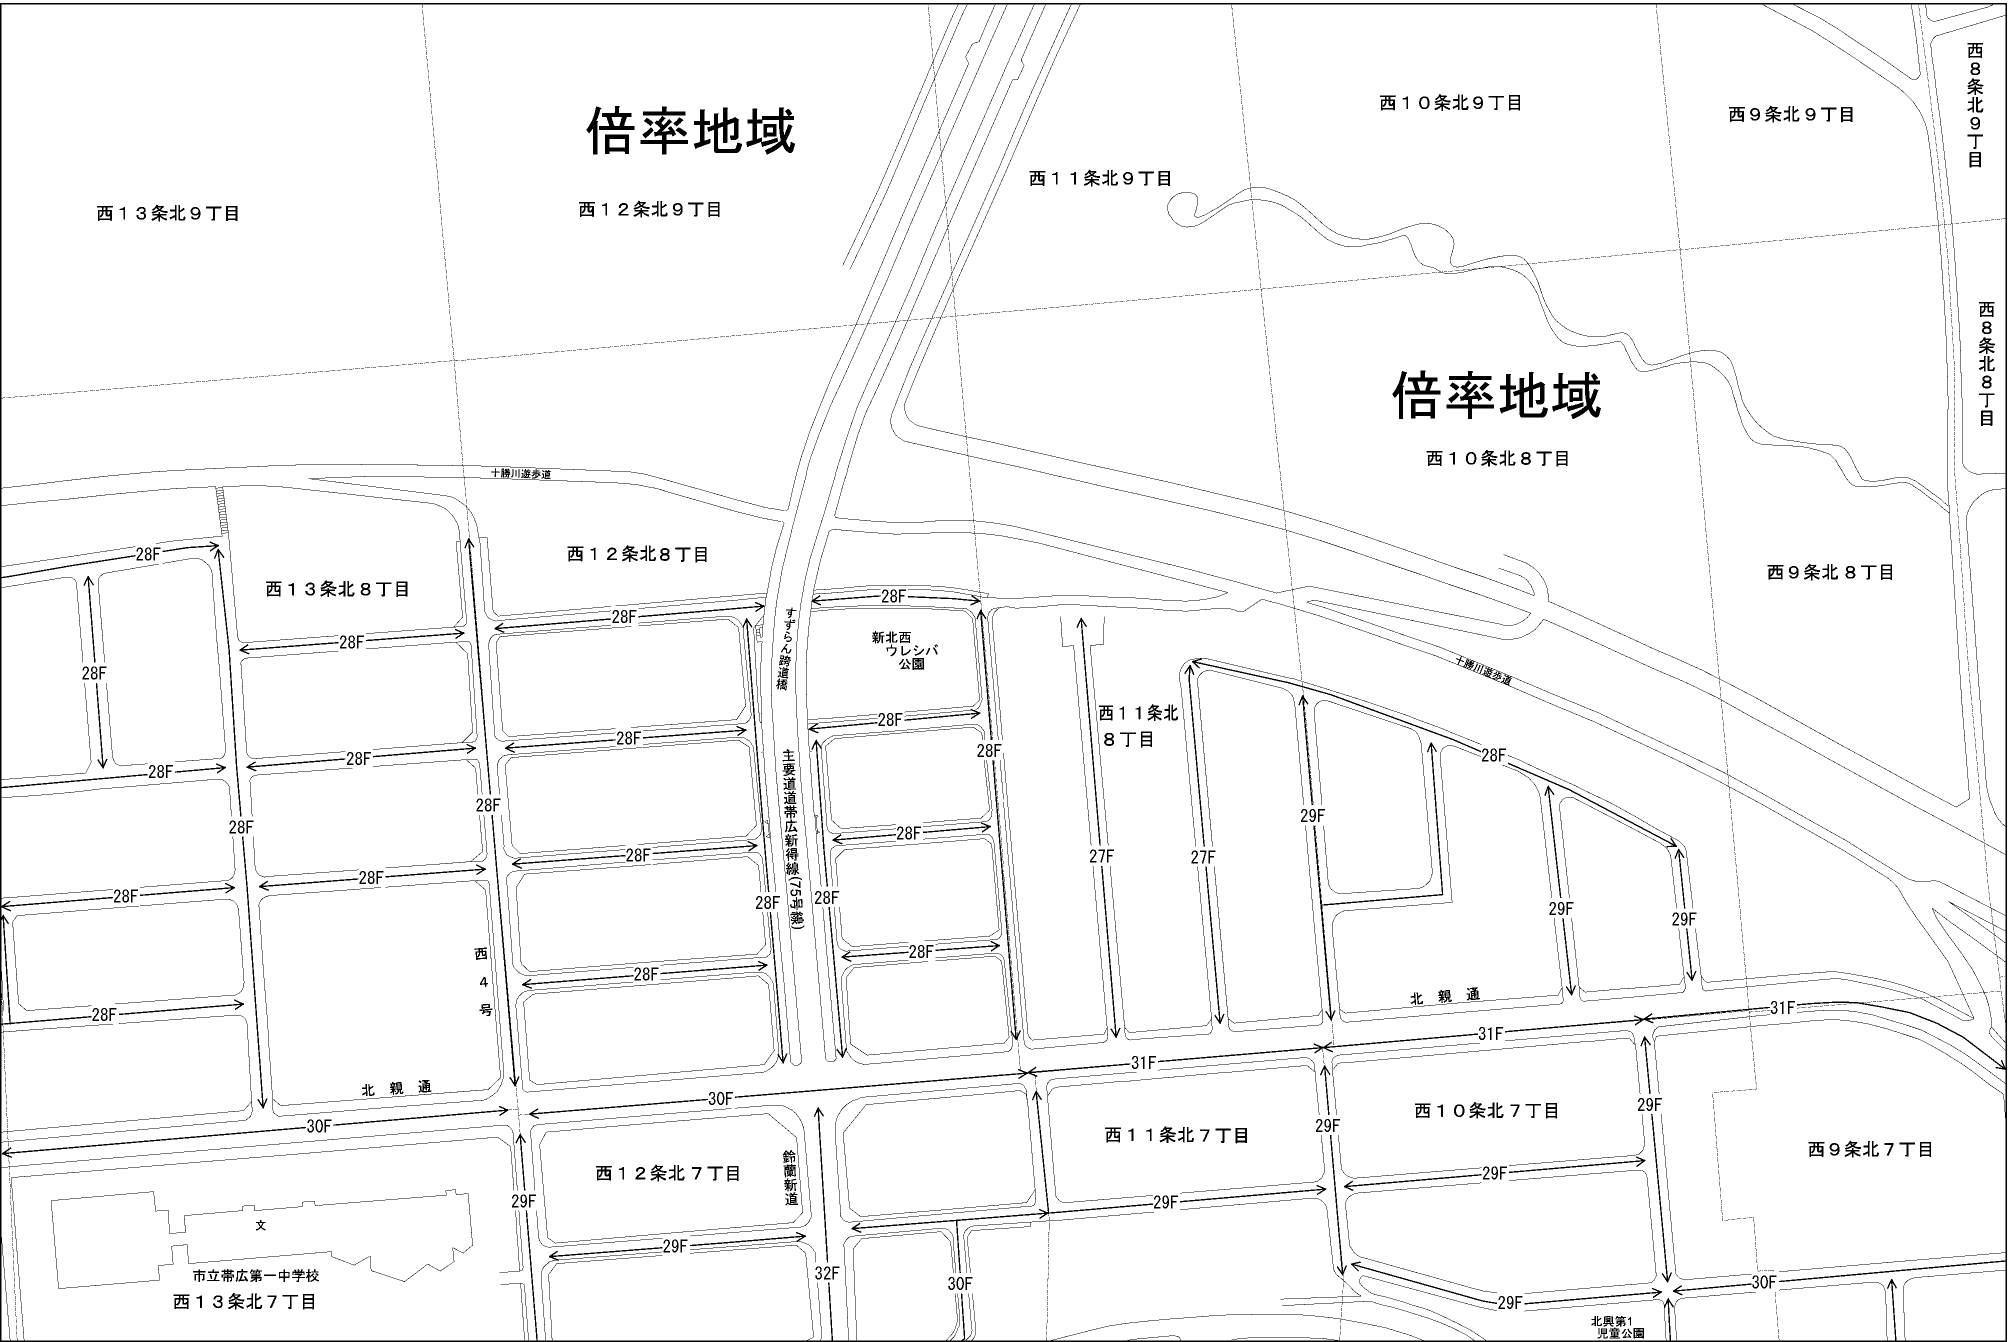 西８条北９丁目
西１０条北９丁目
西９条北９丁目
倍率地域
西１１条北９丁目
西１３条北９丁目
西１２条北９丁目
西８条北８丁目
倍率地域
西１０条北８丁目
十勝川遊歩道
28F
西１２条北８丁目
西９条北８丁目
西１３条北８丁目
28F
28F
28F
すずらん跨道橋
新北西
ウレシパ
公園
28F
28F
十勝川遊歩道
西１１条北
８丁目
28F
28F
28F
28F
28F
28F
主要道道帯広新得線(75号線)
28F
28F
29F
28F
28F
28F
27F
27F
28F
28F
28F
28F
29F
29F
西4号
28F
28F
北親通
28F
31F
31F
31F
北親通
30F
30F
29F
29F
西１０条北７丁目
西１１条北７丁目
西９条北７丁目
鈴蘭新道
西１２条北７丁目
29F
29F
29F
文
29F
32F
30F
30F
市立帯広第一中学校
西１３条北７丁目
29F
北興第1
児童公園